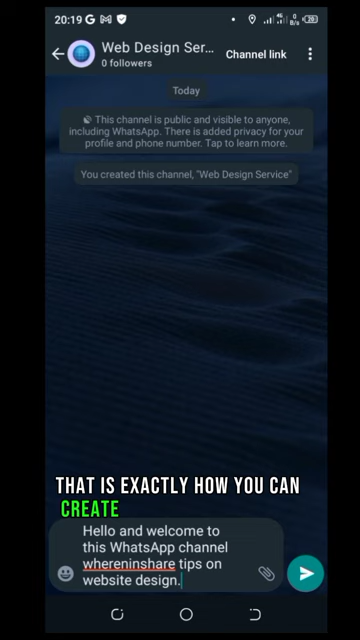 20:19
Web Design Ser...
Channel link
0 followers
Today
This channel is public and visible to anyone,
including WhatsApp. There is added privacy for your
profile and phone number. Tap to learn more.
You created this channel, "Web Design Service"
THAT IS EXACTLY HOW YOU CAN
CREATE
Hello and welcome to
this WhatsApp channel
whereninshare tips on
website design.